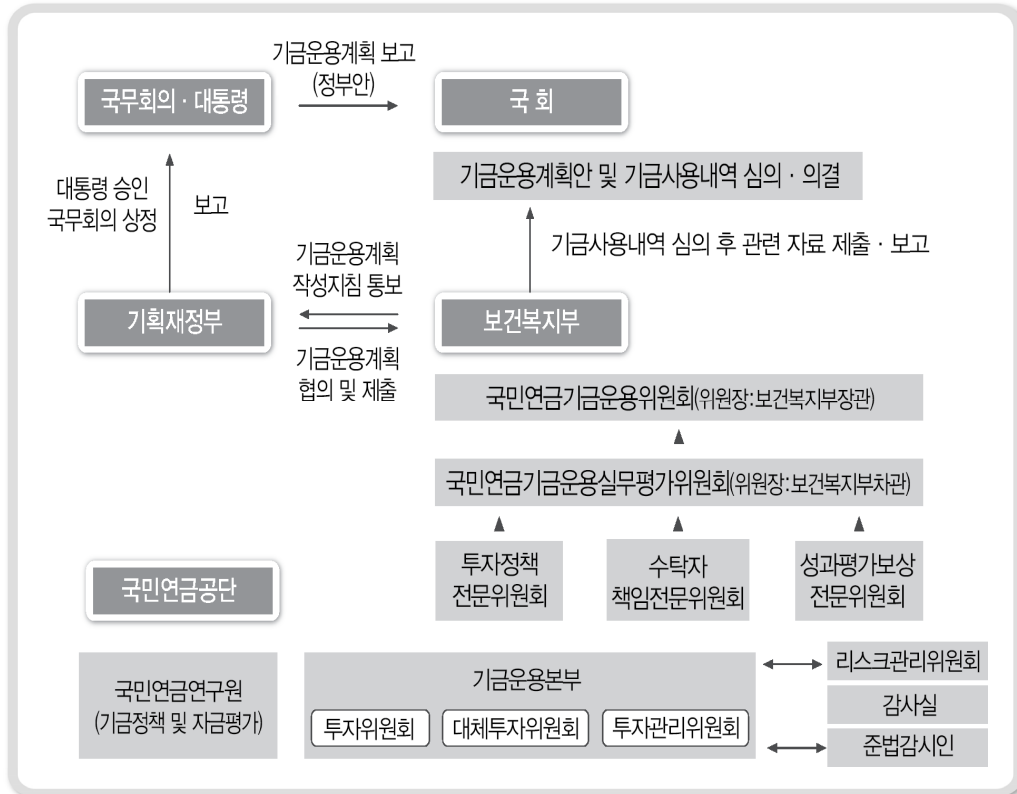 기금운용계획 보고
(정부안)
국무회의 · 대통령
국 회
기금운용계획안 및 기금사용내역 심의 · 의결
대통령 승인
국무회의 상정
보고
기금사용내역 심의 후 관련 자료 제출 · 보고
기금운용계획
작성지침 통보
기획재정부
보건복지부
기금운용계획
협의 및 제출
국민연금기금운용위원회(위원장:보건복지부장관)
국민연금기금운용실무평가위원회(위원장:보건복지부차관)
투자정책
전문위원회
수탁자
책임전문위원회
성과평가보상
전문위원회
국민연금공단
국민연금연구원
(기금정책 및 자금평가)
기금운용본부
투자위원회
대체투자위원회
투자관리위원회
리스크관리위원회
감사실
준법감시인